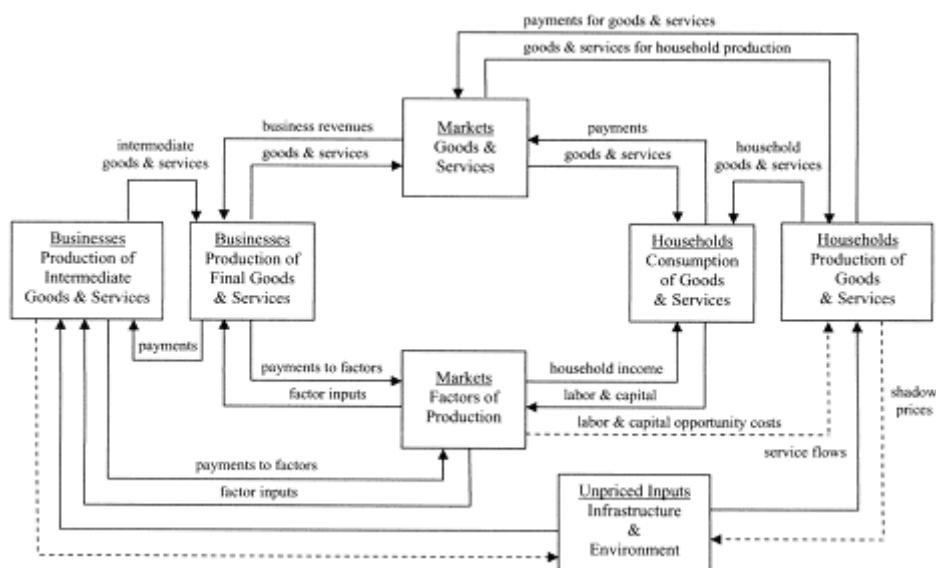 payments for goods & services
goods & services for household production
Markets
Goods &
Services
business revenues
goods & services
payments
goods & services
intermediate
goods & services
household
goods & services
Businesses
Production of
Intermediate
Goods & Services
Businesses
Production of
Final Goods
& Services
Households
Consumption
of Goods
& Services
Households
Production of
Goods
& Services
payments
payments to factors
factor inputs
Markets
Factors of
Production
household income
labor & capital
labor & capital opportunity costs
shadow
prices
service flows
payments to factors
factor inputs
Unpriced Inputs
Infrastructure
&
Environment